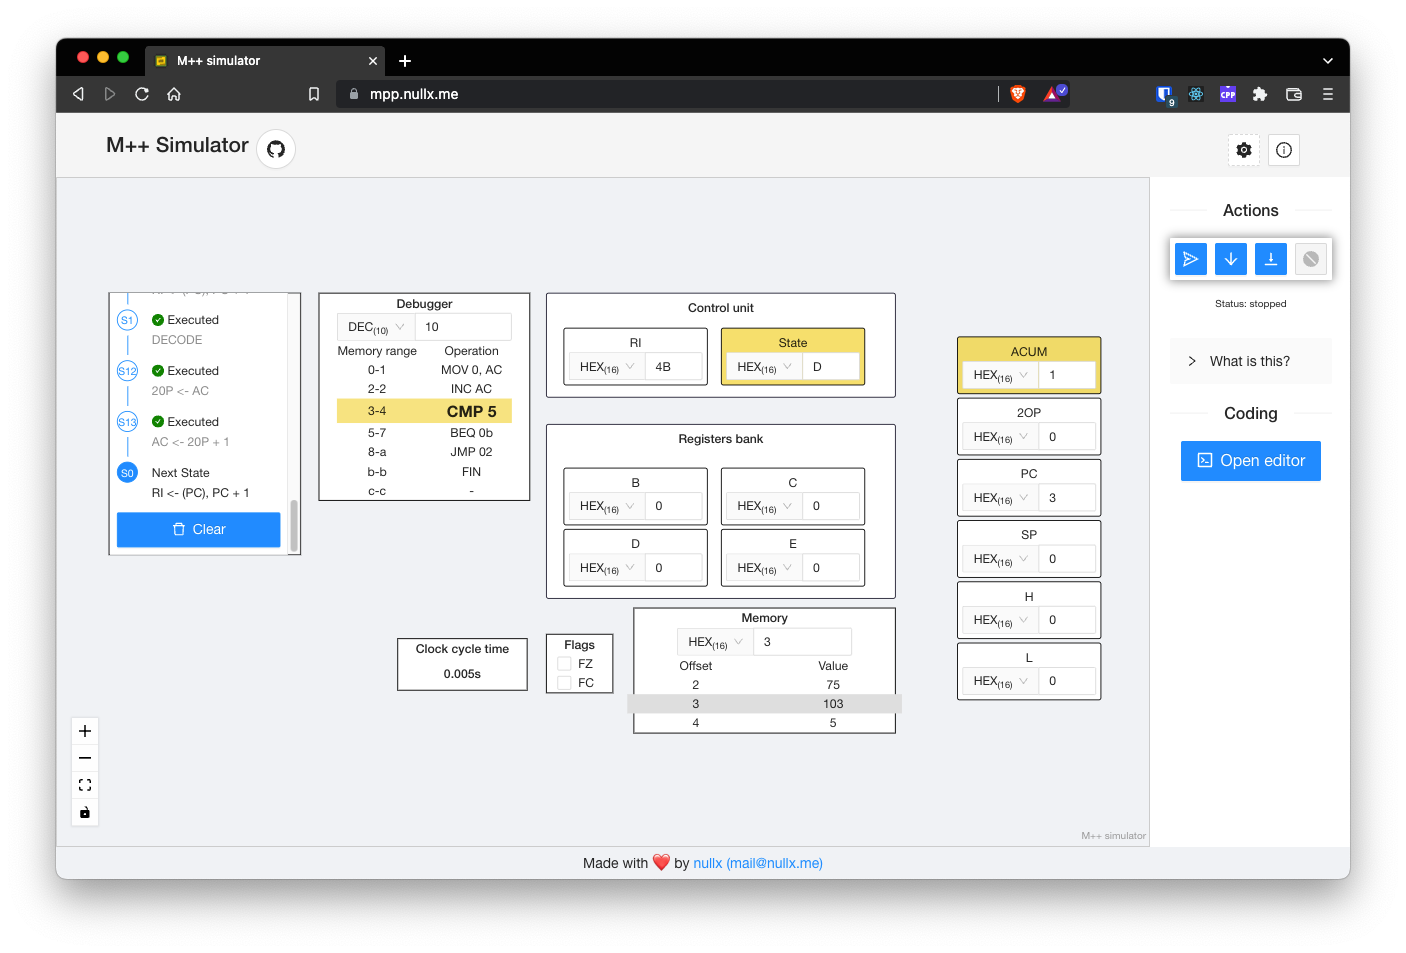 M++ simulator
mpp.nullx.me
9
CPP
M++ Simulator
Actions
Status: stopped
What is this?
Coding
Open editor
S1 Executed
DECODE
S12 Executed
2OP <- AC
S13 Executed
AC <- 2OP + 1
S0 Next State
RI <- (PC), PC + 1
Clear
Debugger
DEC(10) 10
Memory range Operation
0-1 MOV 0, AC
2-2 INC AC
3-4 CMP 5
5-7 BEQ 0b
8-a JMP 02
b-b FIN
c-c -
Control unit
RI
HEX(16) 4B
State
HEX(16) D
Registers bank
B
HEX(16) 0
C
HEX(16) 0
D
HEX(16) 0
E
HEX(16) 0
Clock cycle time
0.005s
Flags
FZ
FC
Memory
HEX(16) 3
Offset Value
2 75
3 103
4 5
ACUM
HEX(16) 1
2OP
HEX(16) 0
PC
HEX(16) 3
SP
HEX(16) 0
H
HEX(16) 0
L
HEX(16) 0
M++ simulator
Made with ❤️ by nullx (mail@nullx.me)